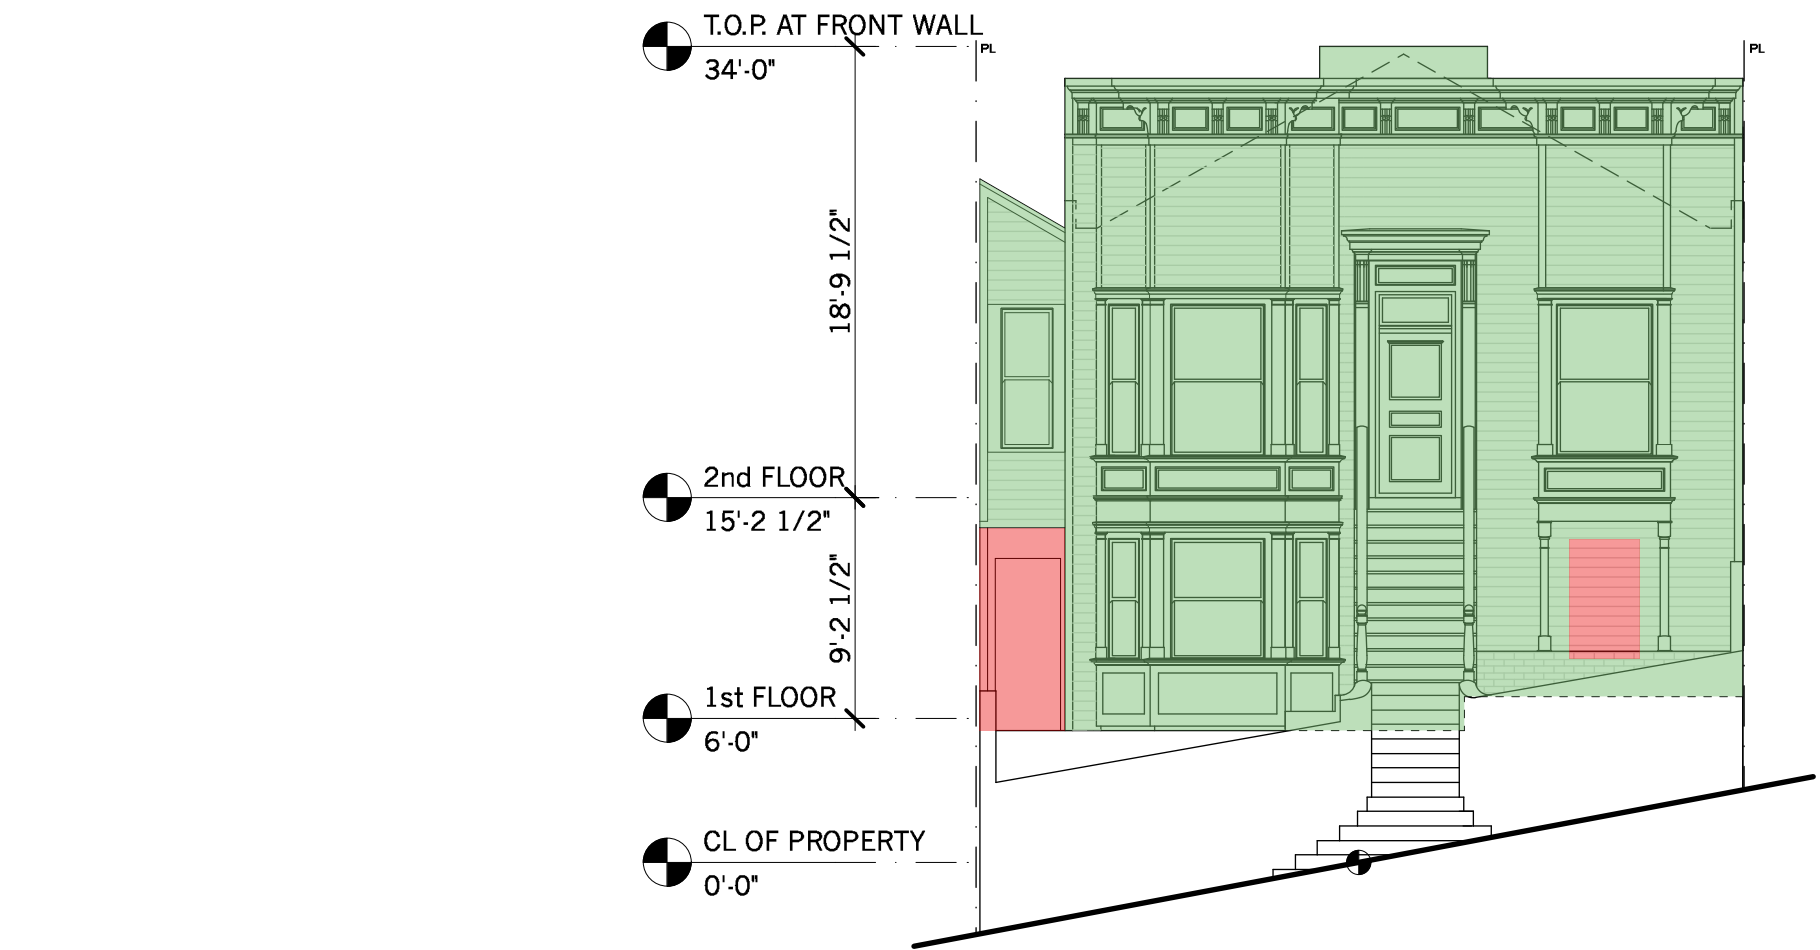 T.O.P. AT FRONT WALL
34'-0"
PL
PL
18'-9 1/2"
2nd FLOOR
15'-2 1/2"
9'-2 1/2"
1st FLOOR
6'-0"
CL OF PROPERTY
0'-0"